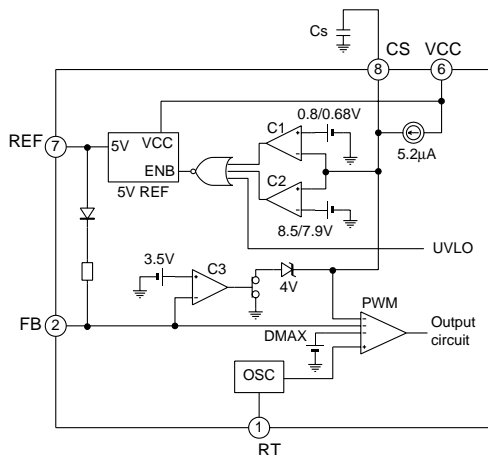 Cs
CS
VCC
8
6
0.8/0.68V
REF
7
5V
VCC
ENB
5V REF
C1
5.2µA
C2
8.5/7.9V
UVLO
3.5V
C3
4V
FB
2
PWM
DMAX
Output
circuit
OSC
1
RT